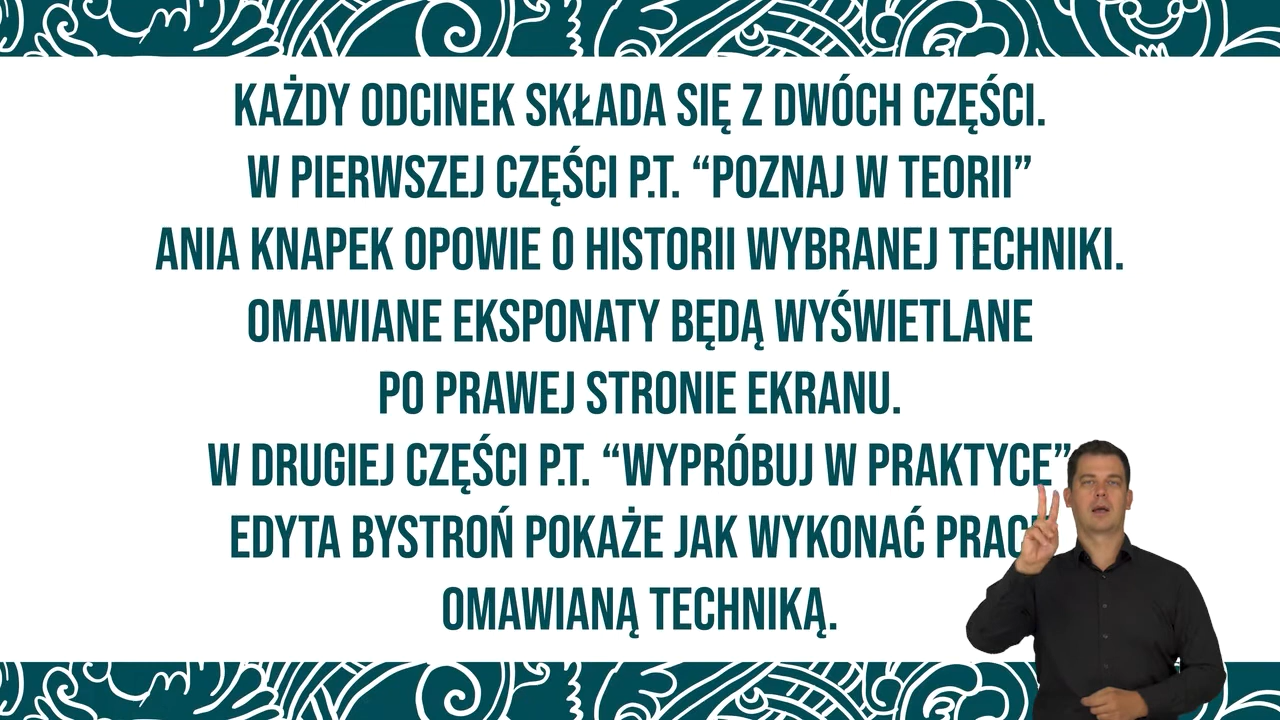 KAŻDY ODCINEK SKŁADA SIĘ Z DWÓCH CZĘŚCI.
W PIERWSZEJ CZĘŚCI P.T. “POZNAJ W TEORII”
ANIA KNAPEK OPOWIE O HISTORII WYBRANEJ TECHNIKI.
OMAWIANE EKSPONATY BĘDĄ WYŚWIETLANE
PO PRAWEJ STRONIE EKRANU.
W DRUGIEJ CZĘŚCI P.T. “WYPRÓBUJ W PRAKTYCE”
EDYTA BYSTROŃ POKAŻE JAK WYKONAĆ
OMAWIANĄ TECHNIKĄ.